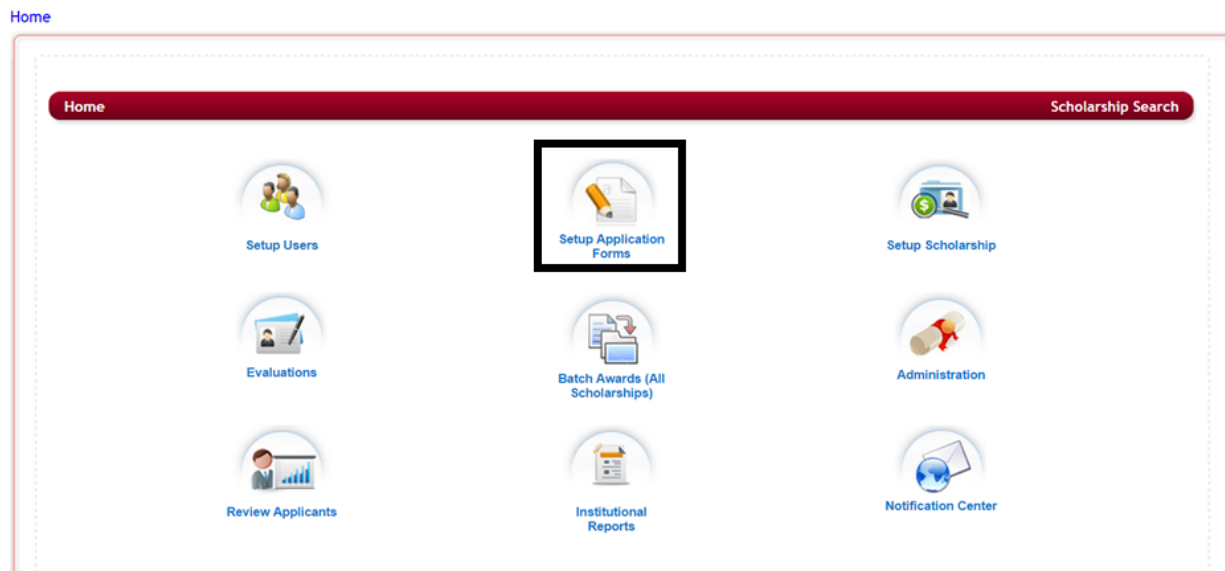 Home
Home
Scholarship Search
Setup Users
Setup Application
Forms
Setup Scholarship
Evaluations
Batch Awards (All
Scholarships)
Administration
Review Applicants
Institutional
Reports
Notification Center